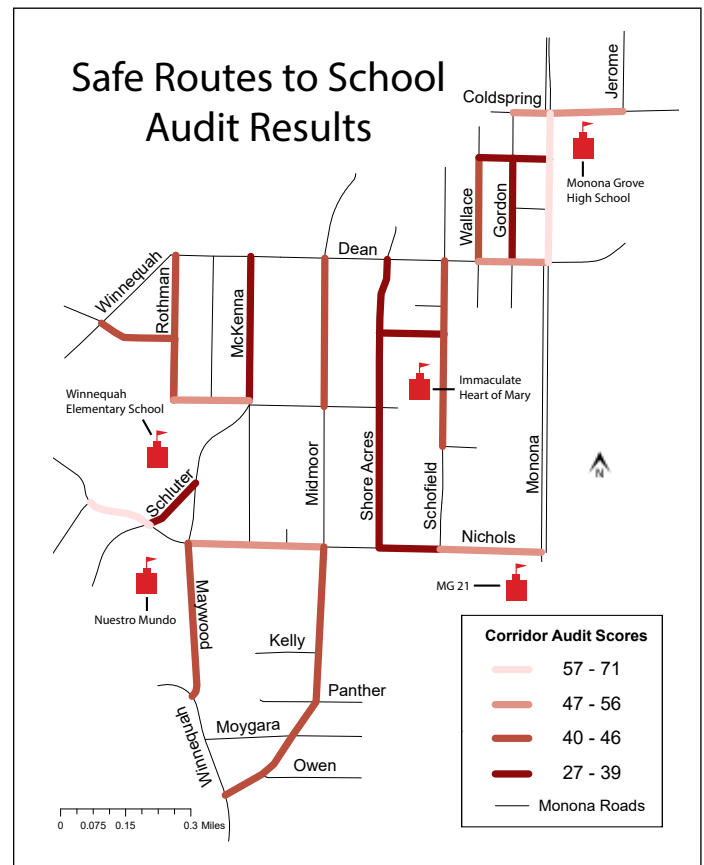 Safe Routes to School
Audit Results
Jerome
Coldspring
Monona Grove
High School
Wallace
Gordon
Dean
Winnequah
Rothman
McKenna
Winnequah
Elementary School
Immaculate
Heart of Mary
Midmoor
Shore Acres
Schofield
Monona
N
Schluter
Nichols
MG 21
Nuestro Mundo
Maywood
Kelly
Panther
Winnequah
Moygara
Owen
Corridor Audit Scores
57 - 71
47 - 56
40 - 46
27 - 39
Monona Roads
0 0.075 0.15 0.3 Miles